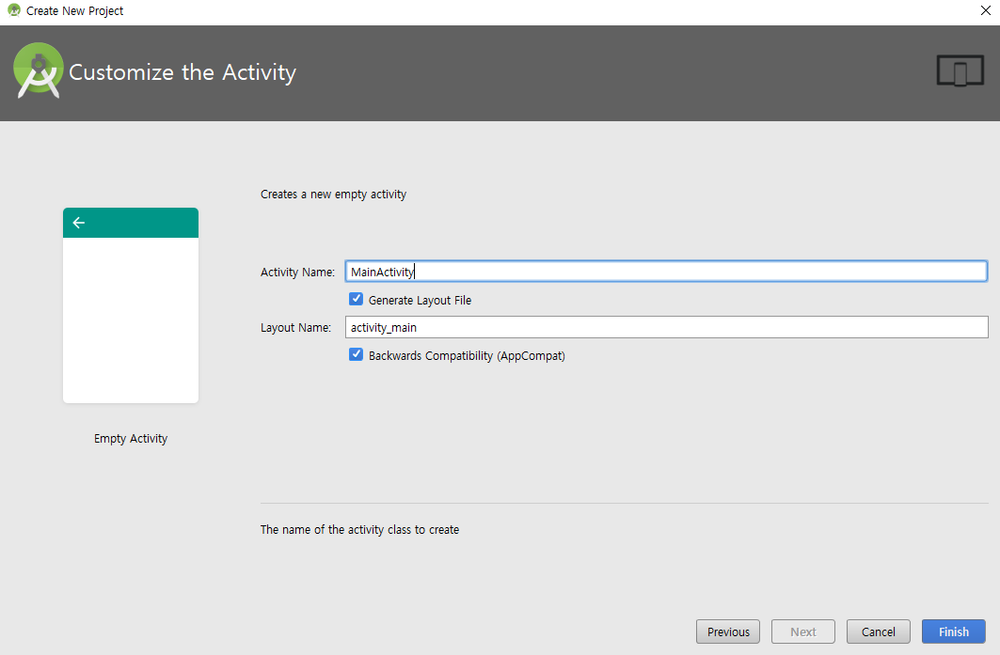 Create New Project
Customize the Activity
Creates a new empty activity
Activity Name: MainActivity
Generate Layout File
Layout Name: activity_main
Backwards Compatibility (AppCompat)
Empty Activity
The name of the activity class to create
Previous Next Cancel Finish